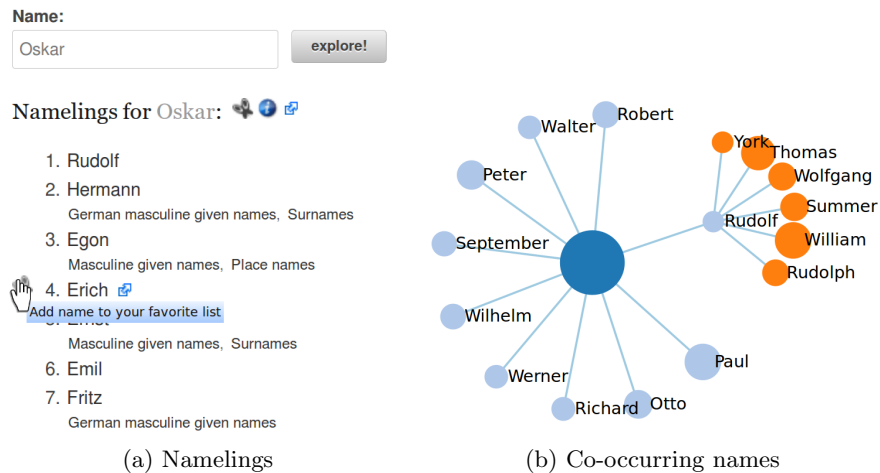 Name:
Oskar
explore!
Namelings for Oskar:
1. Rudolf
2. Hermann
German masculine given names, Surnames
3. Egon
Masculine given names, Place names
4. Erich
Add name to your favorite list
5. Ernst
Masculine given names, Surnames
6. Emil
7. Fritz
German masculine given names
(a) Namelings
Robert
Walter
Peter
September
Wilhelm
Werner
Richard
Otto
Paul
Rudolf
York
Thomas
Wolfgang
Summer
William
Rudolph
(b) Co-occurring names